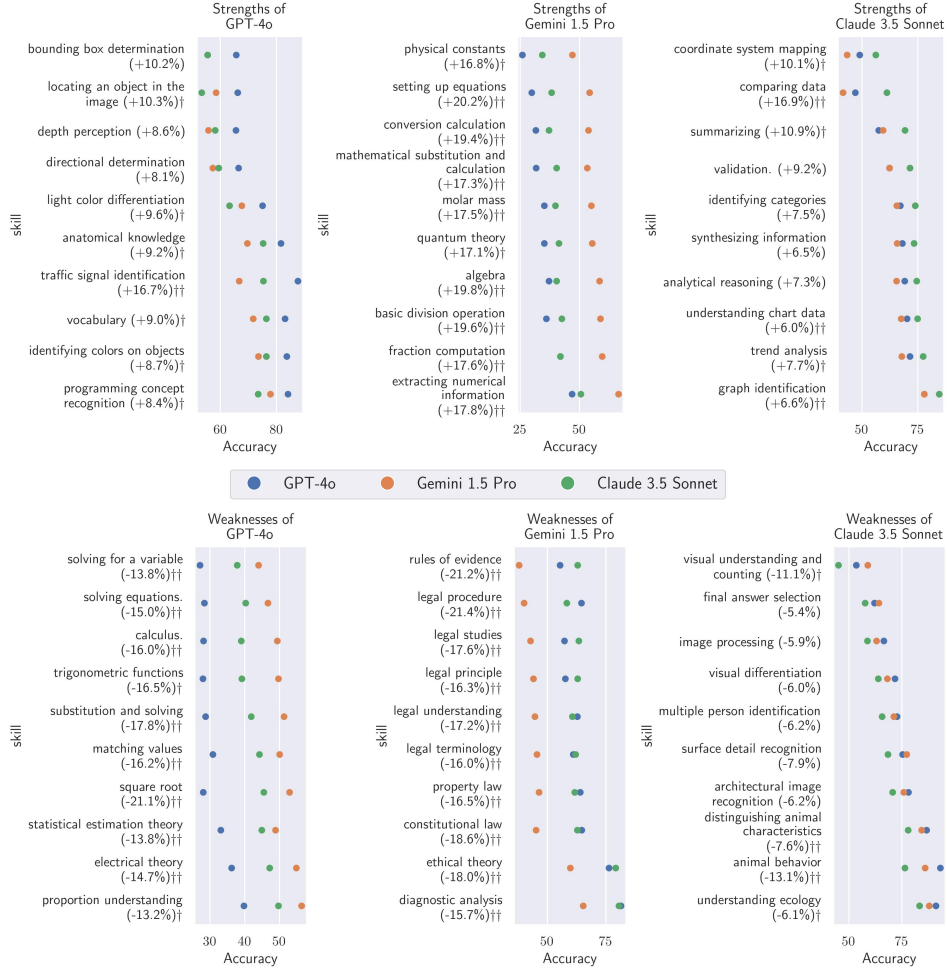 Strengths of
GPT-4o
skill
bounding box determination
(+10.2%)
locating an object in the
image (+10.3%)†
depth perception (+8.6%)
directional determination
(+8.1%)
light color differentiation
(+9.6%)†
anatomical knowledge
(+9.2%)†
traffic signal identification
(+16.7%)††
vocabulary (+9.0%)†
identifying colors on objects
(+8.7%)†
programming concept
recognition (+8.4%)†
60 80
Accuracy
Strengths of
Gemini 1.5 Pro
skill
physical constants
(+16.8%)†
setting up equations
(+20.2%)††
conversion calculation
(+19.4%)††
mathematical substitution and
calculation
(+17.3%)††
molar mass
(+17.5%)††
quantum theory
(+17.1%)†
algebra
(+19.8%)††
basic division operation
(+19.6%)††
fraction computation
(+17.6%)††
extracting numerical
information
(+17.8%)††
25 50
Accuracy
Strengths of
Claude 3.5 Sonnet
skill
coordinate system mapping
(+10.1%)†
comparing data
(+16.9%)††
summarizing (+10.9%)†
validation. (+9.2%)
identifying categories
(+7.5%)
synthesizing information
(+6.5%)
analytical reasoning (+7.3%)
understanding chart data
(+6.0%)††
trend analysis
(+7.7%)†
graph identification
(+6.6%)††
50 75
Accuracy
GPT-4o Gemini 1.5 Pro Claude 3.5 Sonnet
Weaknesses of
GPT-4o
skill
solving for a variable
(-13.8%)††
solving equations.
(-15.0%)††
calculus.
(-16.0%)††
trigonometric functions
(-16.5%)†
substitution and solving
(-17.8%)††
matching values
(-16.2%)††
square root
(-21.1%)††
statistical estimation theory
(-13.8%)††
electrical theory
(-14.7%)††
proportion understanding
(-13.2%)†
30 40 50
Accuracy
Weaknesses of
Gemini 1.5 Pro
skill
rules of evidence
(-21.2%)††
legal procedure
(-21.4%)††
legal studies
(-17.6%)††
legal principle
(-16.3%)††
legal understanding
(-17.2%)††
legal terminology
(-16.0%)††
property law
(-16.5%)††
constitutional law
(-18.6%)††
ethical theory
(-18.0%)††
diagnostic analysis
(-15.7%)††
50 75
Accuracy
Weaknesses of
Claude 3.5 Sonnet
skill
visual understanding and
counting (-11.1%)†
final answer selection
(-5.4%)
image processing (-5.9%)
visual differentiation
(-6.0%)
multiple person identification
(-6.2%)
surface detail recognition
(-7.9%)
architectural image
recognition (-6.2%)
distinguishing animal
characteristics
(-7.6%)††
animal behavior
(-13.1%)††
understanding ecology
(-6.1%)†
50 75
Accuracy